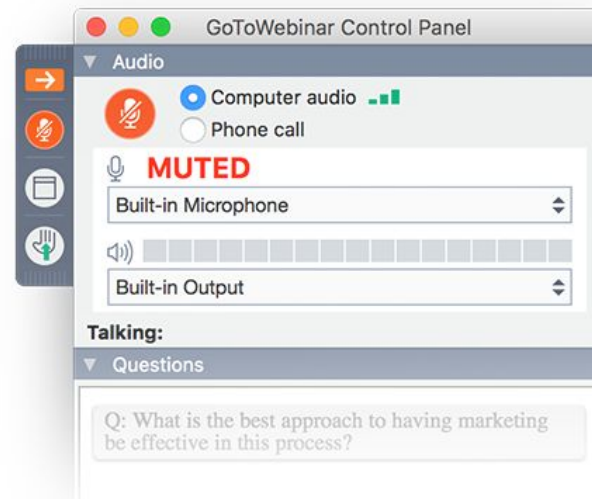 GoToWebinar Control Panel
Audio
Computer audio
Phone call
MUTED
Built-in Microphone
Built-in Output
Talking:
Questions
Q: What is the best approach to having marketing
be effective in this process?